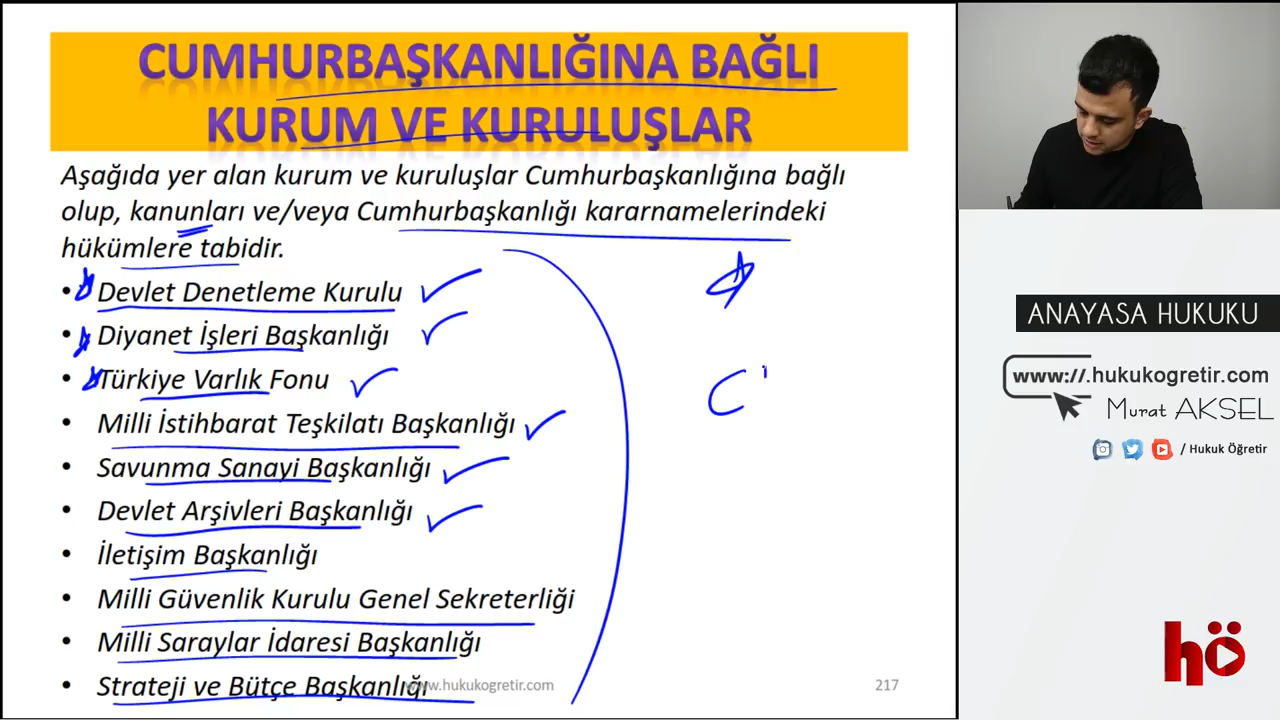 CUMHURBAŞKANLIĞINA BAĞLI
KURUM VE KURULUŞLAR
Aşağıda yer alan kurum ve kuruluşlar Cumhurbaşkanlığına bağlı
olup, kanunları ve/veya Cumhurbaşkanlığı kararnamelerindeki
hükümlere tabidir.
• Devlet Denetleme Kurulu
• Diyanet İşleri Başkanlığı
• Türkiye Varlık Fonu
• Milli İstihbarat Teşkilatı Başkanlığı
• Savunma Sanayi Başkanlığı
• Devlet Arşivleri Başkanlığı
• İletişim Başkanlığı
• Milli Güvenlik Kurulu Genel Sekreterliği
• Milli Saraylar İdaresi Başkanlığı
• Strateji ve Bütçe Başkanlığı
www.hukukogretir.com
217
C
ANAYASA HUKUKU
www://.hukukogretir.com
Murat AKSEL
/ Hukuk Öğretir
hö